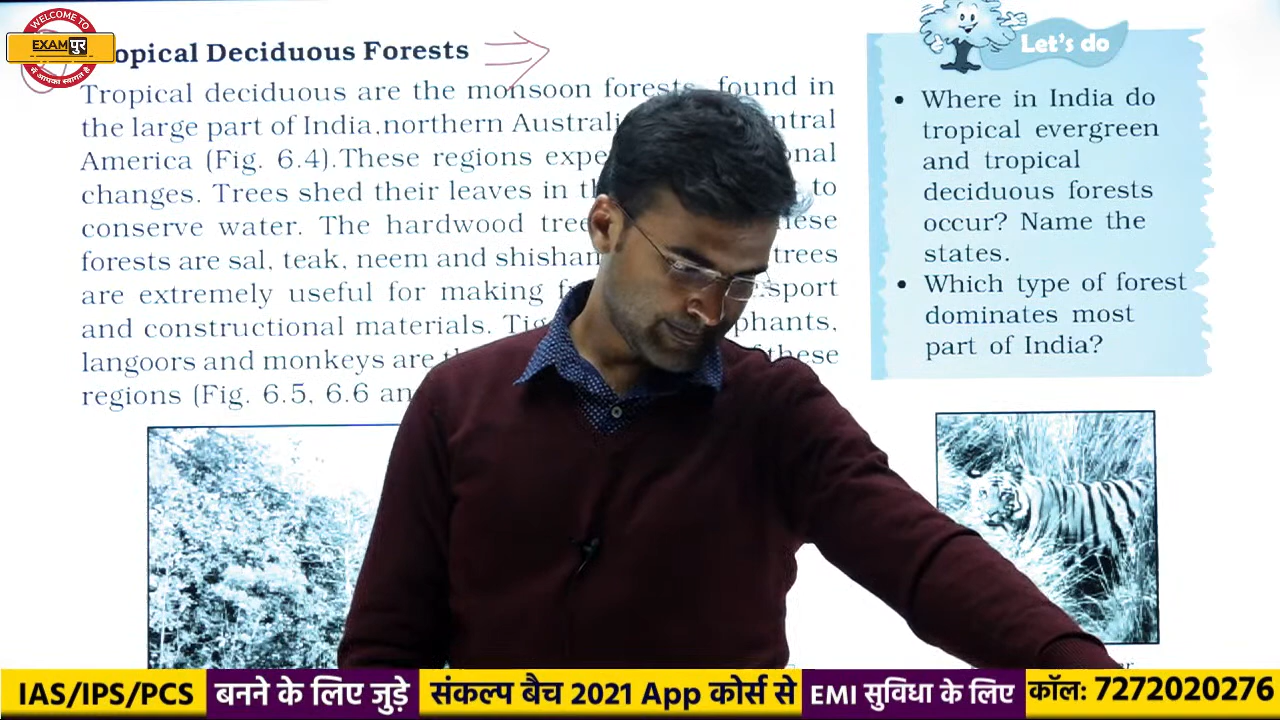 WELCOME TO
EXAMपुर
में आपका स्वागत है
opical Deciduous Forests
Tropical deciduous are the monsoon forests found in
the large part of India,northern Australi ntral
America (Fig. 6.4).These regions expe onal
changes. Trees shed their leaves in t to
conserve water. The hardwood tree hese
forests are sal, teak, neem and shisham trees
are extremely useful for making f sport
and constructional materials. Tig phants,
langoors and monkeys are th these
regions (Fig. 6.5, 6.6 an
Let's do
• Where in India do
tropical evergreen
and tropical
deciduous forests
occur? Name the
states.
• Which type of forest
dominates most
part of India?
IAS/IPS/PCS बनने के लिए जुड़े संकल्प बैच 2021 App कोर्स से EMI सुविधा के लिए कॉल: 7272020276